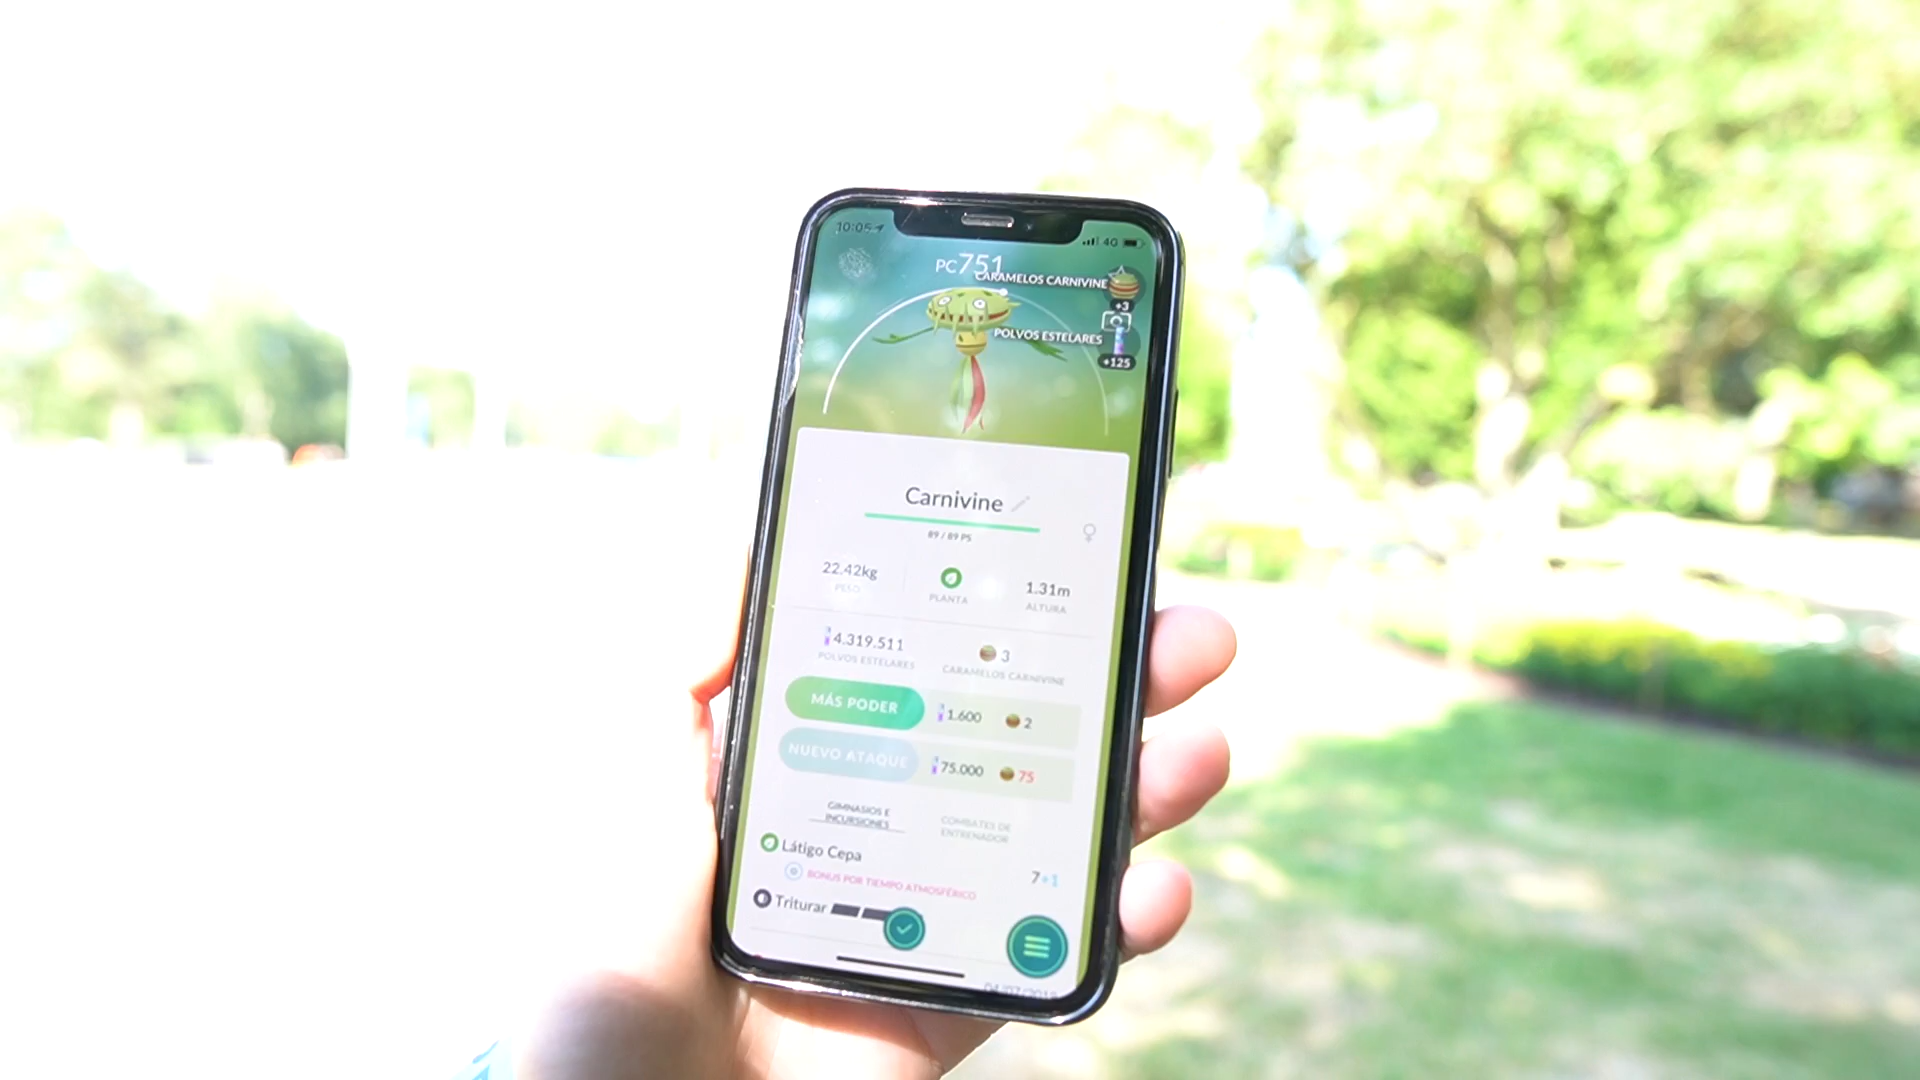 10:05
4G
PC751
CARAMELOS CARNIVINE
+3
POLVOS ESTELARES
+125
Carnivine
89 / 89 PS
22.42kg
PESO
PLANTA
1.31m
ALTURA
4.319.511
POLVOS ESTELARES
3
CARAMELOS CARNIVINE
MÁS PODER
1.600
2
NUEVO ATAQUE
75.000
75
GIMNASIOS E
INCURSIONES
COMBATES DE
ENTRENADOR
Látigo Cepa
7+1
BONUS POR TIEMPO ATMOSFÉRICO
Triturar